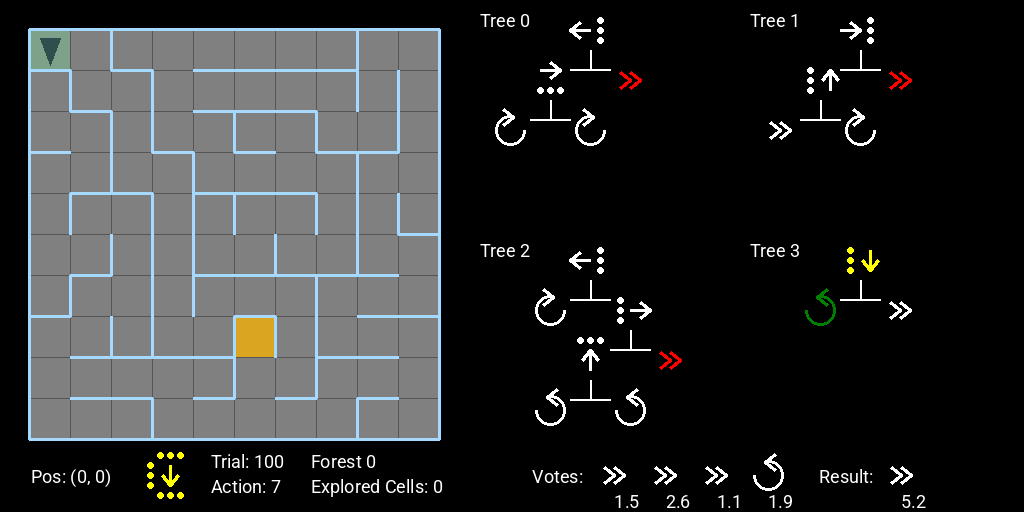 Tree 0
Tree 1
Tree 2
Tree 3
Pos: (0, 0)
Trial: 100
Forest 0
Action: 7
Explored Cells: 0
Votes:
1.5
2.6
1.1
1.9
Result:
5.2